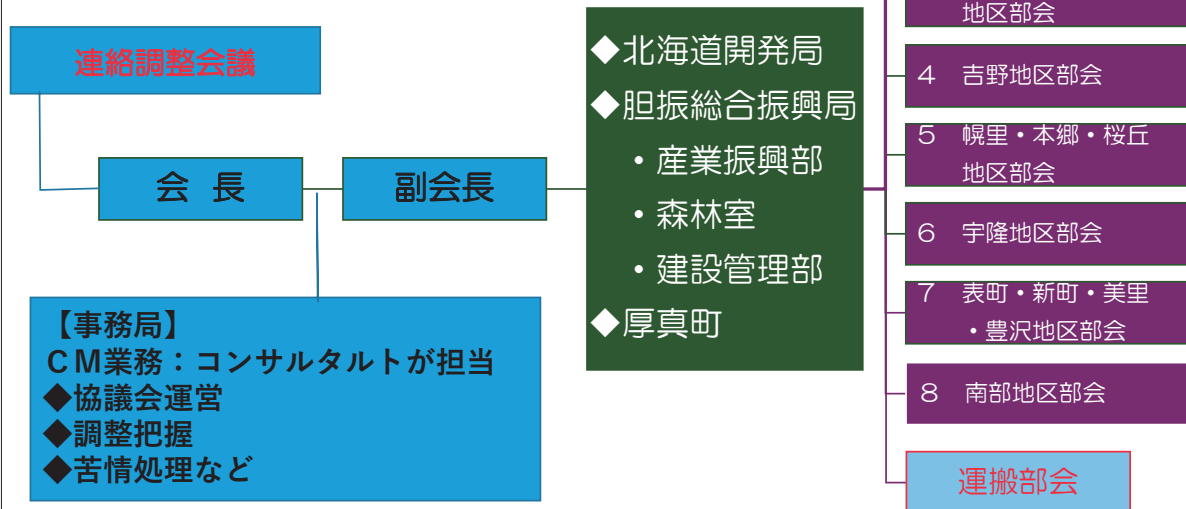 連絡調整会議
会 長
副会長
【事務局】
ＣＭ業務：コンサルタルトが担当
◆協議会運営
◆調整把握
◆苦情処理など
◆北海道開発局
◆胆振総合振興局
・産業振興部
・森林室
・建設管理部
◆厚真町
地区部会
４ 吉野地区部会
５ 幌里・本郷・桜丘
地区部会
６ 宇隆地区部会
７ 表町・新町・美里
・豊沢地区部会
８ 南部地区部会
運搬部会